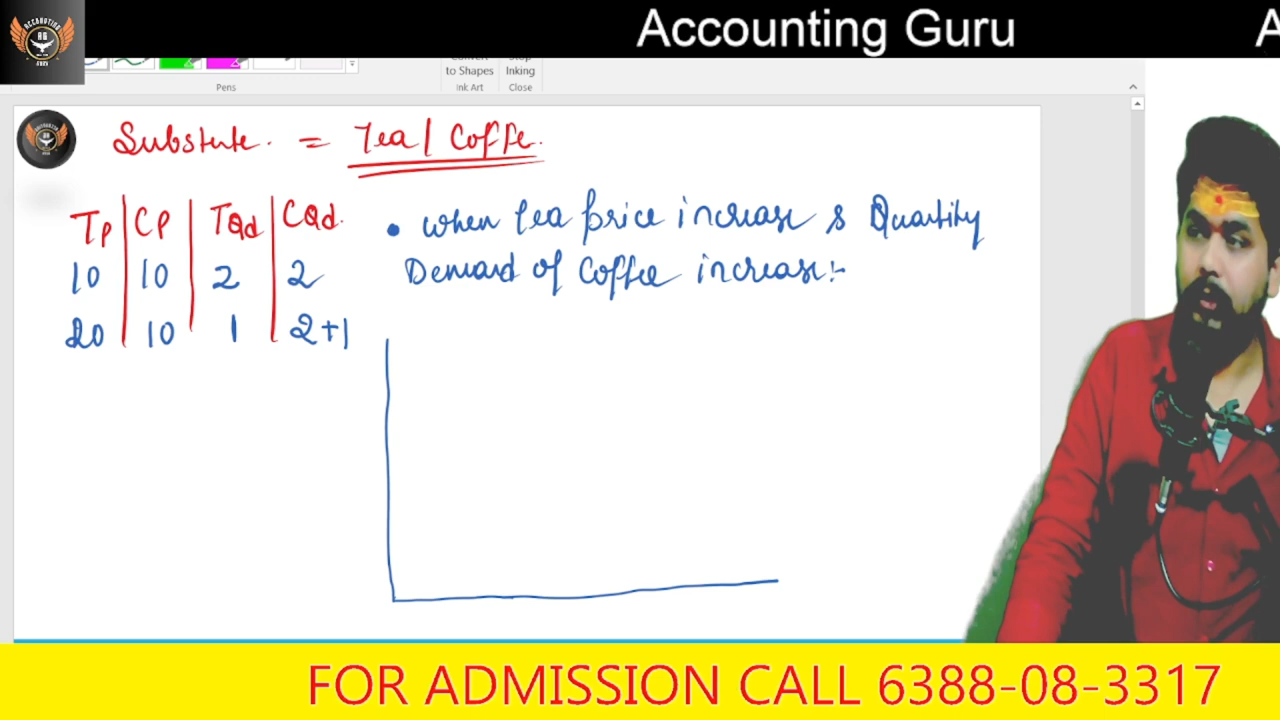 Accounting Guru
A
to Shapes
Inking
Pens
Ink Art
Close
Substute. = Tea / Coffe.
Tp | Cp | TQd | CQd.
10 | 10 | 2 | 2
20 | 10 | 1 | 2+1
• when tea price increase s Quantity
Demand of Coffee increase:-
FOR ADMISSION CALL 6388-08-3317